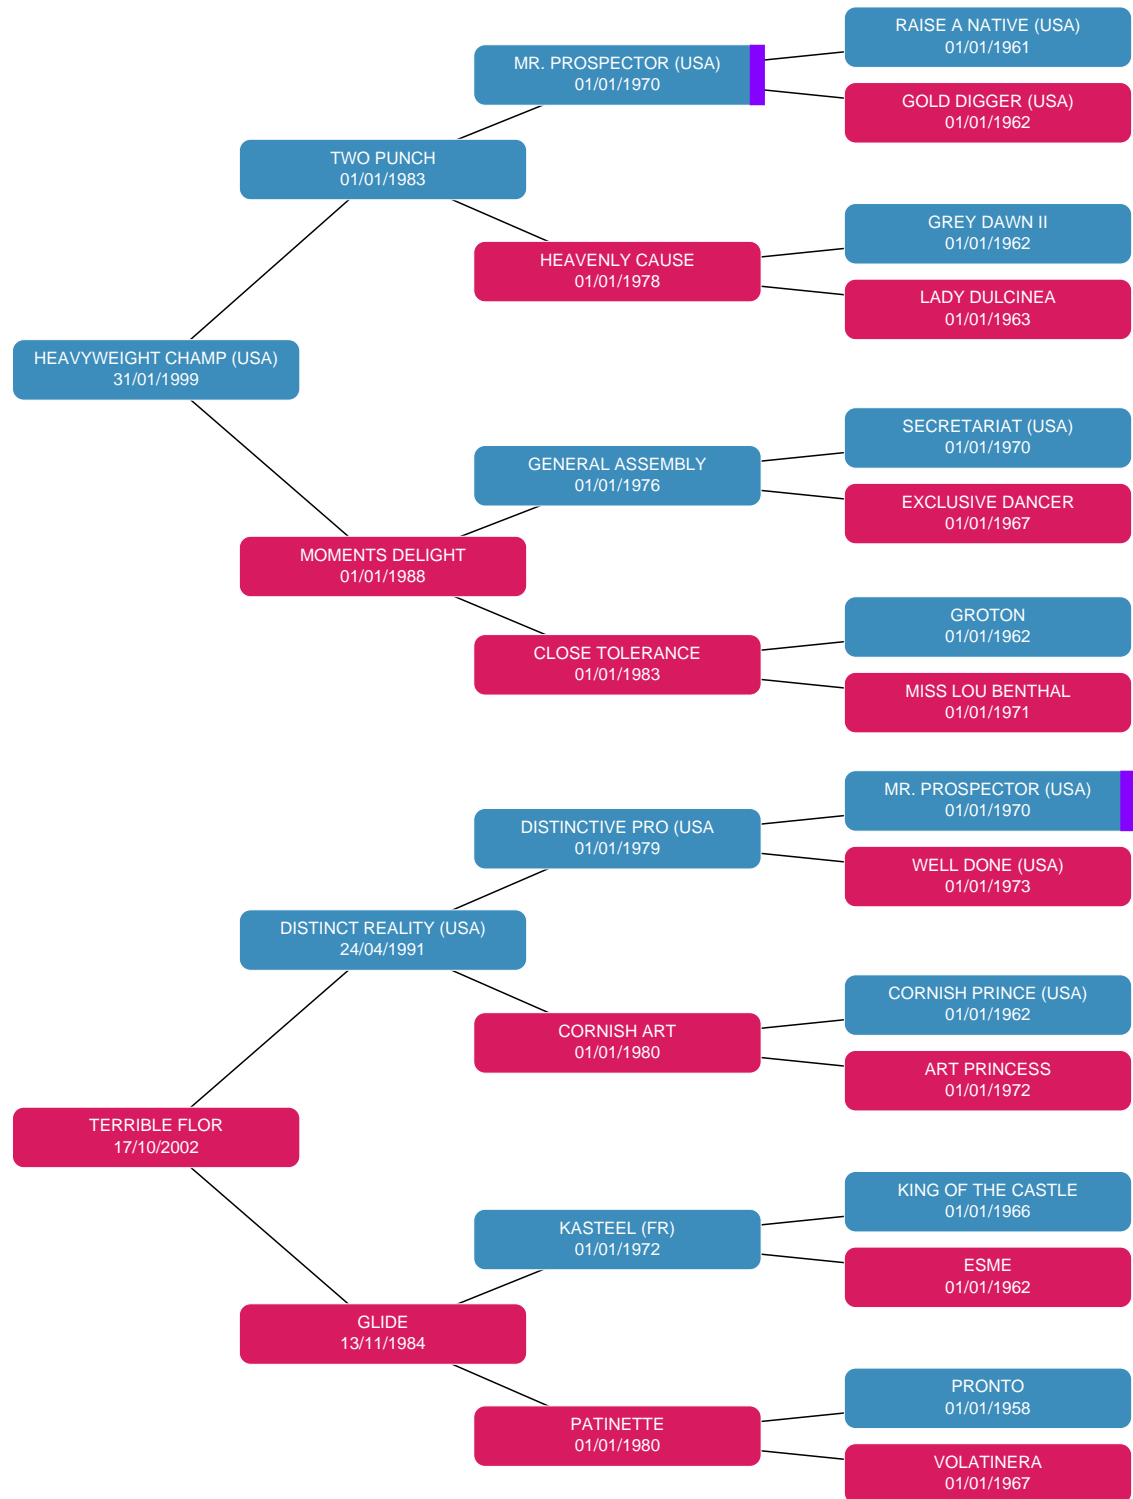 RAISE A NATIVE (USA)
01/01/1961
MR. PROSPECTOR (USA)
01/01/1970
GOLD DIGGER (USA)
01/01/1962
TWO PUNCH
01/01/1983
GREY DAWN II
01/01/1962
HEAVENLY CAUSE
01/01/1978
LADY DULCINEA
01/01/1963
HEAVYWEIGHT CHAMP (USA)
31/01/1999
SECRETARIAT (USA)
01/01/1970
GENERAL ASSEMBLY
01/01/1976
EXCLUSIVE DANCER
01/01/1967
MOMENTS DELIGHT
01/01/1988
GROTON
01/01/1962
CLOSE TOLERANCE
01/01/1983
MISS LOU BENTHAL
01/01/1971
MR. PROSPECTOR (USA)
01/01/1970
DISTINCTIVE PRO (USA
01/01/1979
WELL DONE (USA)
01/01/1973
DISTINCT REALITY (USA)
24/04/1991
CORNISH PRINCE (USA)
01/01/1962
CORNISH ART
01/01/1980
ART PRINCESS
01/01/1972
TERRIBLE FLOR
17/10/2002
KING OF THE CASTLE
01/01/1966
KASTEEL (FR)
01/01/1972
ESME
01/01/1962
GLIDE
13/11/1984
PRONTO
01/01/1958
PATINETTE
01/01/1980
VOLATINERA
01/01/1967